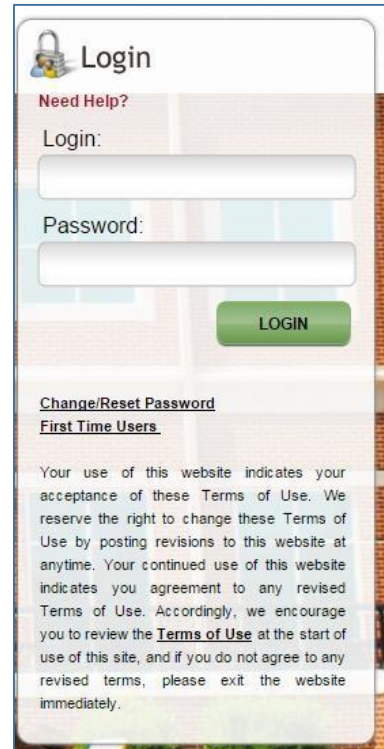 Login
Need Help?
Login:
Password:
LOGIN
Change/Reset Password
First Time Users
Your use of this website indicates your
acceptance of these Terms of Use. We
reserve the right to change these Terms of
Use by posting revisions to this website at
anytime. Your continued use of this website
indicates you agreement to any revised
Terms of Use. Accordingly, we encourage
you to review the Terms of Use at the start of
use of this site, and if you do not agree to any
revised terms, please exit the website
immediately.